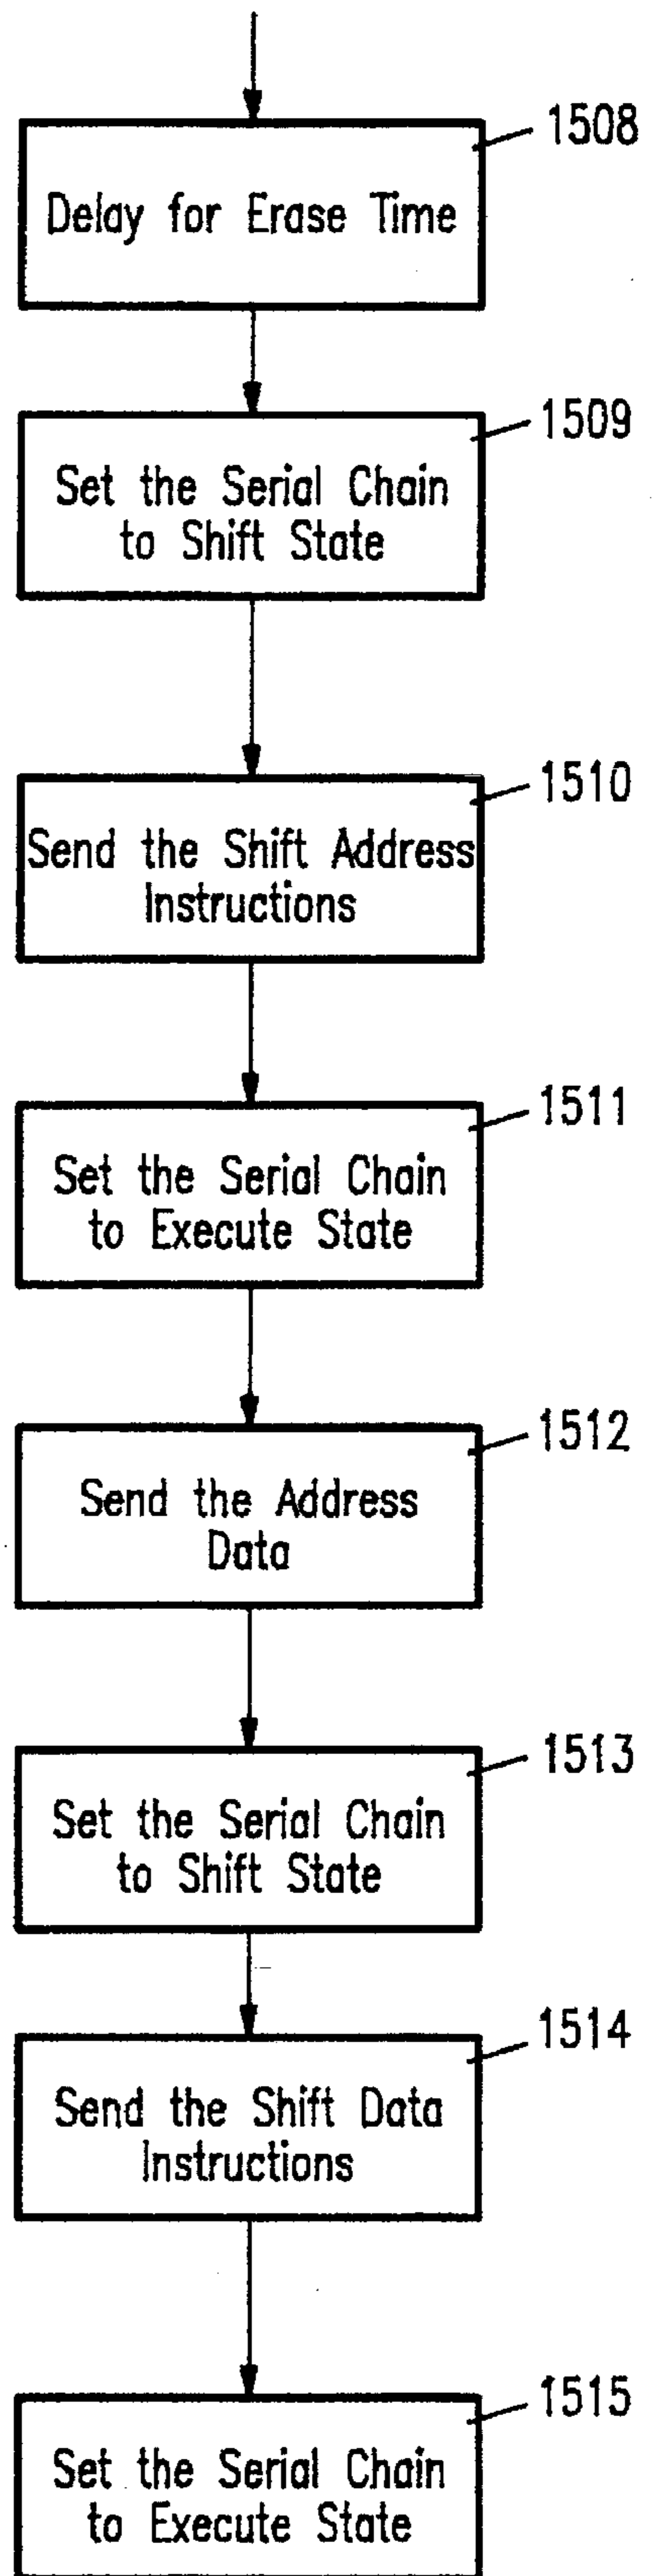 1508
Delay for Erase Time
1509
Set the Serial Chain
to Shift State
1510
Send the Shift Address
Instructions
1511
Set the Serial Chain
to Execute State
1512
Send the Address
Data
1513
Set the Serial Chain
to Shift State
1514
Send the Shift Data
Instructions
1515
Set the Serial Chain
to Execute State